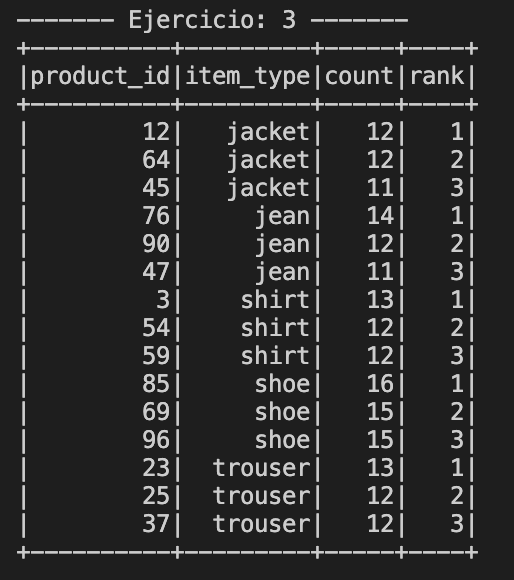 ------- Ejercicio: 3 -------
+----------+---------+-----+----+
|product_id|item_type|count|rank|
+----------+---------+-----+----+
|        12|   jacket|   12|   1|
|        64|   jacket|   12|   2|
|        45|   jacket|   11|   3|
|        76|     jean|   14|   1|
|        90|     jean|   12|   2|
|        47|     jean|   11|   3|
|         3|    shirt|   13|   1|
|        54|    shirt|   12|   2|
|        59|    shirt|   12|   3|
|        85|     shoe|   16|   1|
|        69|     shoe|   15|   2|
|        96|     shoe|   15|   3|
|        23|  trouser|   13|   1|
|        25|  trouser|   12|   2|
|        37|  trouser|   12|   3|
+----------+---------+-----+----+